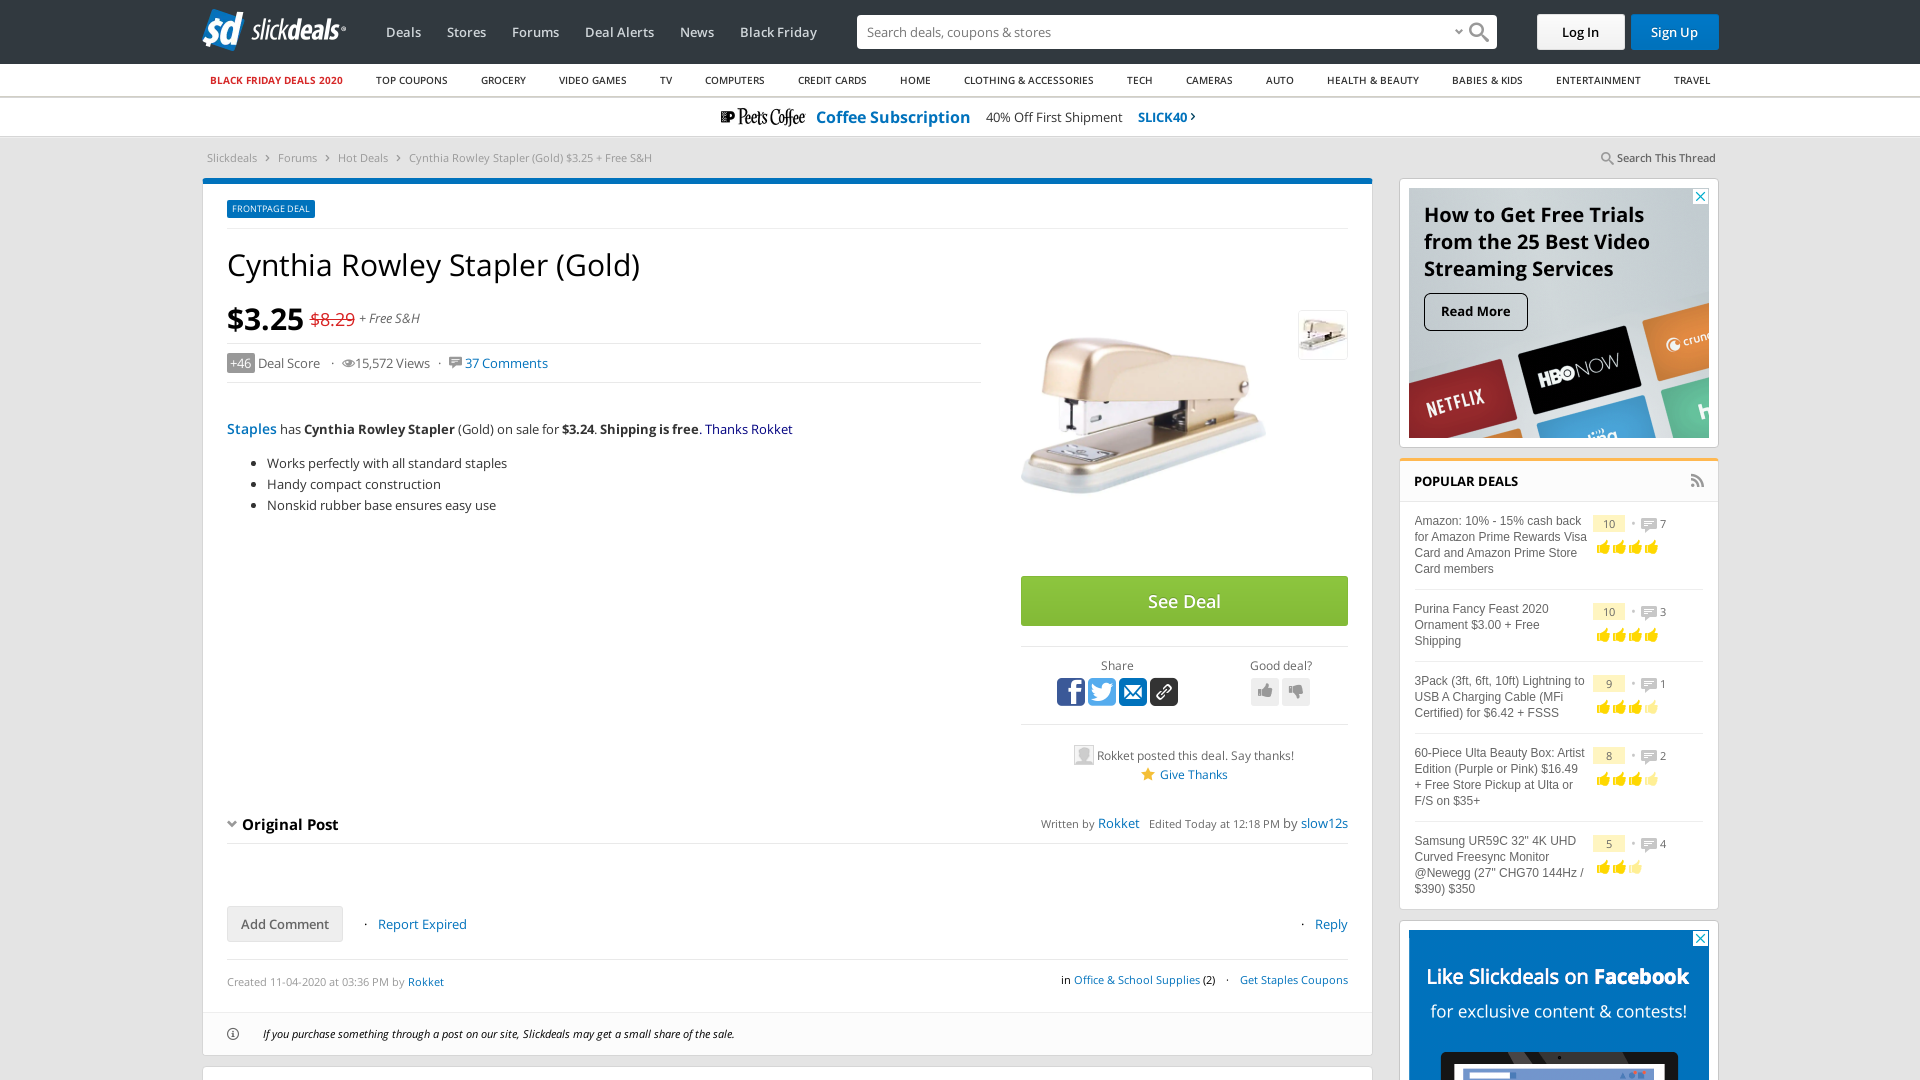 sd slickdeals
Deals Stores Forums Deal Alerts News Black Friday
Search deals, coupons & stores
Log In Sign Up
BLACK FRIDAY DEALS 2020 TOP COUPONS GROCERY VIDEO GAMES TV COMPUTERS CREDIT CARDS HOME CLOTHING & ACCESSORIES TECH CAMERAS AUTO HEALTH & BEAUTY BABIES & KIDS ENTERTAINMENT TRAVEL
Peet's Coffee Coffee Subscription 40% Off First Shipment SLICK40
Slickdeals Forums Hot Deals Cynthia Rowley Stapler (Gold) $3.25 + Free S&H
Search This Thread
FRONTPAGE DEAL
Cynthia Rowley Stapler (Gold)
$3.25 $8.29 + Free S&H
+46 Deal Score · 15,572 Views · 37 Comments
Staples has Cynthia Rowley Stapler (Gold) on sale for $3.24. Shipping is free. Thanks Rokket
Works perfectly with all standard staples
Handy compact construction
Nonskid rubber base ensures easy use
See Deal
Share
Good deal?
Rokket posted this deal. Say thanks!
Give Thanks
Original Post
Written by Rokket Edited Today at 12:18 PM by slow12s
Add Comment · Report Expired
· Reply
Created 11-04-2020 at 03:36 PM by Rokket
in Office & School Supplies (2) · Get Staples Coupons
If you purchase something through a post on our site, Slickdeals may get a small share of the sale.
How to Get Free Trials
from the 25 Best Video
Streaming Services
Read More
NETFLIX
HBO NOW
crunc
POPULAR DEALS
Amazon: 10% - 15% cash back
for Amazon Prime Rewards Visa
Card and Amazon Prime Store
Card members
10 • 7
Purina Fancy Feast 2020
Ornament $3.00 + Free
Shipping
10 • 3
3Pack (3ft, 6ft, 10ft) Lightning to
USB A Charging Cable (MFi
Certified) for $6.42 + FSSS
9 • 1
60-Piece Ulta Beauty Box: Artist
Edition (Purple or Pink) $16.49
+ Free Store Pickup at Ulta or
F/S on $35+
8 • 2
Samsung UR59C 32" 4K UHD
Curved Freesync Monitor
@Newegg (27" CHG70 144Hz /
$390) $350
5 • 4
Like Slickdeals on Facebook
for exclusive content & contests!